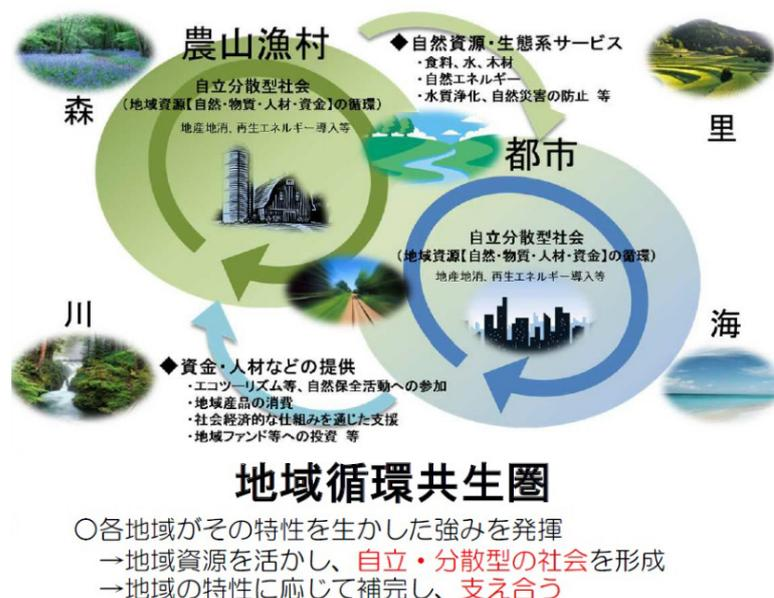 農山漁村
自立分散型社会
(地域資源【自然・物質・人材・資金】の循環)
地産地消、再生エネルギー導入等
森
◆自然資源・生態系サービス
・食料、水、木材
・自然エネルギー
・水質浄化、自然災害の防止 等
里
都市
自立分散型社会
(地域資源【自然・物質・人材・資金】の循環)
地産地消、再生エネルギー導入等
川
海
◆資金・人材などの提供
・エコツーリズム等、自然保全活動への参加
・地域産品の消費
・社会経済的な仕組みを通じた支援
・地域ファンド等への投資 等
地域循環共生圏
○各地域がその特性を生かした強みを発揮
→地域資源を活かし、自立・分散型の社会を形成
→地域の特性に応じて補完し、支え合う